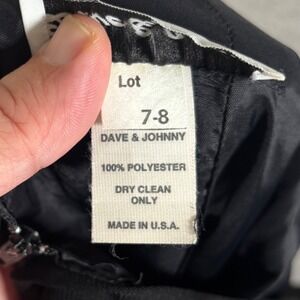 Lot
7-8
DAVE & JOHNNY
100% POLYESTER
DRY CLEAN
ONLY
MADE IN U.S.A.